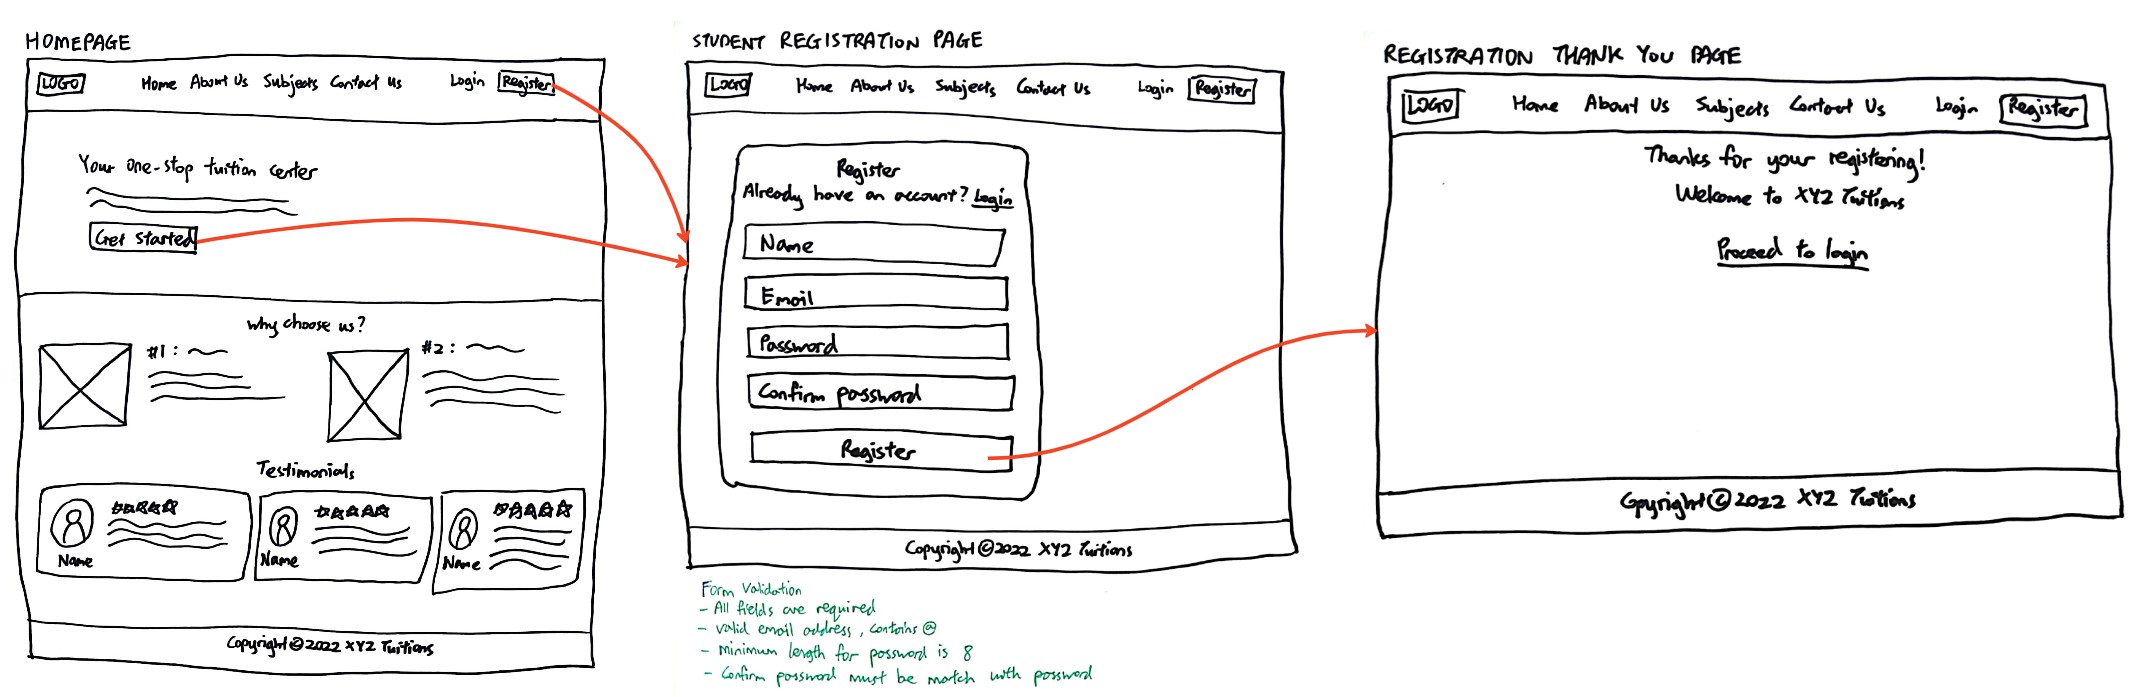 HOMEPAGE
LOGO Home About Us Subjects Contact Us Login Register
Your one-stop tuition center
Get Started
Why choose us?
#1 : #2 :
Testimonials
Name Name Name
Copyright © 2022 XYZ Tuitions
STUDENT REGISTRATION PAGE
LOGO Home About Us Subjects Contact Us Login Register
Register
Already have an account? Login
Name
Email
Password
Confirm password
Register
Copyright © 2022 XYZ Tuitions
Form Validation
- All fields are required
- valid email address, contains @
- Minimum length for password is 8
- Confirm password must be match with password
REGISTRATION THANK YOU PAGE
LOGO Home About Us Subjects Contact Us Login Register
Thanks for your registering!
Welcome to XYZ Tuitions
Proceed to login
Copyright © 2022 XYZ Tuitions